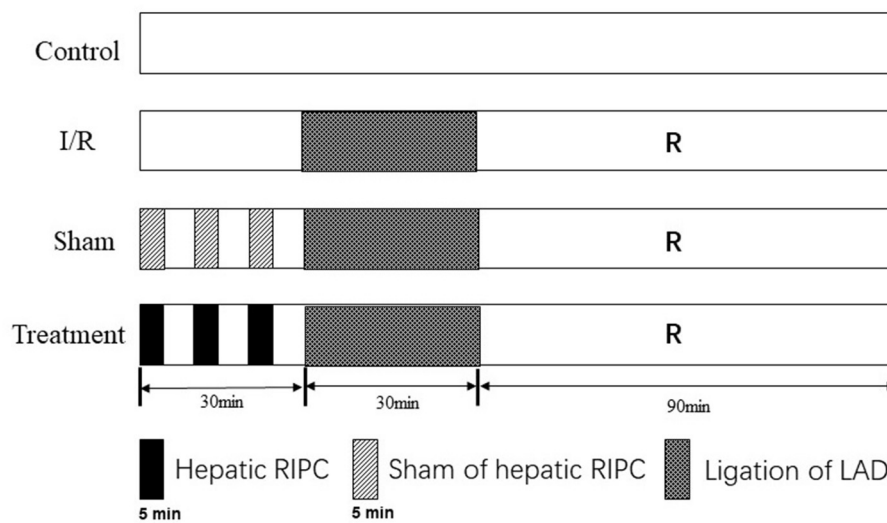 Control
I/R
R
Sham
R
Treatment
R
30min
30min
90min
Hepatic RIPC
Sham of hepatic RIPC
Ligation of LAD
5 min
5 min